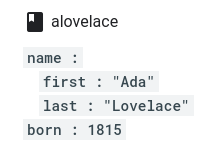 alovelace
name :
first : "Ada"
last : "Lovelace"
born : 1815